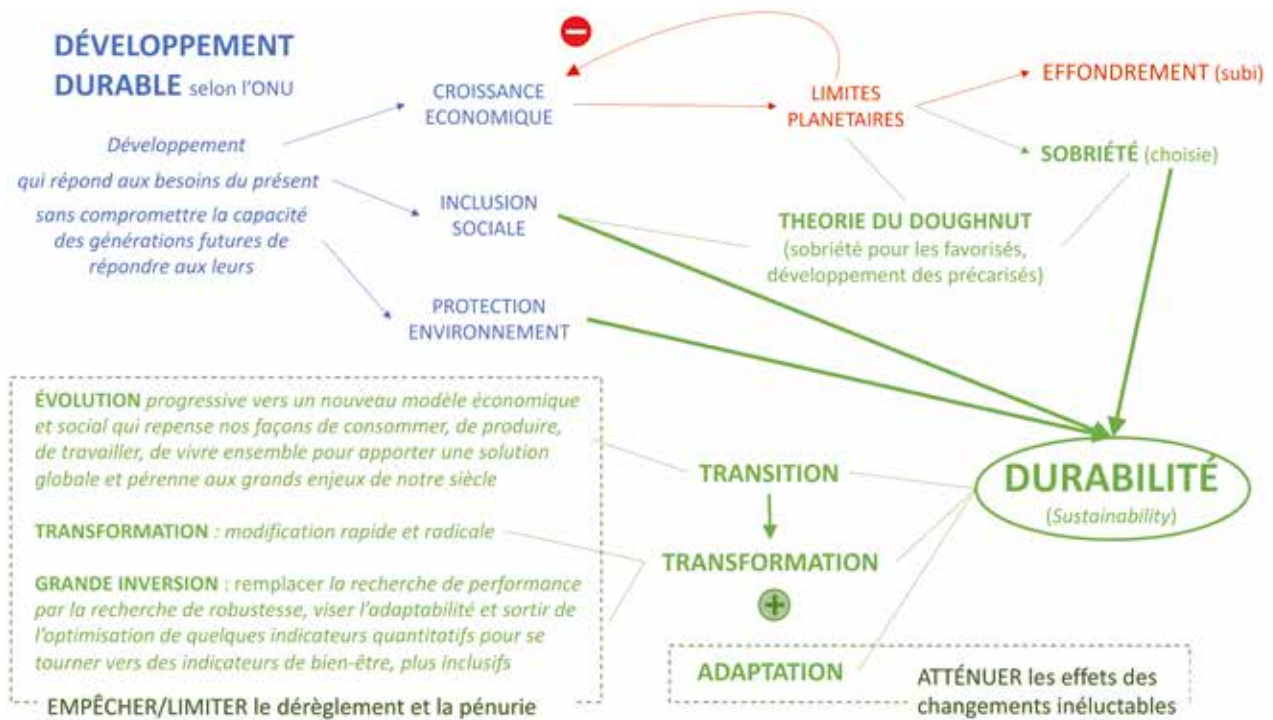 DÉVELOPPEMENT
DURABLE selon l'ONU
Développement
qui répond aux besoins du présent
sans compromettre la capacité
des générations futures de
répondre aux leurs
CROISSANCE
ECONOMIQUE
INCLUSION
SOCIALE
PROTECTION
ENVIRONNEMENT
LIMITES
PLANETAIRES
EFFONDREMENT (subi)
SOBRIÉTÉ (choisie)
THEORIE DU DOUGHNUT
(sobriété pour les favorisés,
développement des précarisés)
ÉVOLUTION progressive vers un nouveau modèle économique
et social qui repense nos façons de consommer, de produire,
de travailler, de vivre ensemble pour apporter une solution
globale et pérenne aux grands enjeux de notre siècle
TRANSFORMATION : modification rapide et radicale
GRANDE INVERSION : remplacer la recherche de performance
par la recherche de robustesse, viser l'adaptabilité et sortir de
l'optimisation de quelques indicateurs quantitatifs pour se
tourner vers des indicateurs de bien-être, plus inclusifs
EMPÊCHER/LIMITER le dérèglement et la pénurie
TRANSITION
TRANSFORMATION
ADAPTATION
ATTÉNUER les effets des
changements inéluctables
DURABILITÉ
(Sustainability)